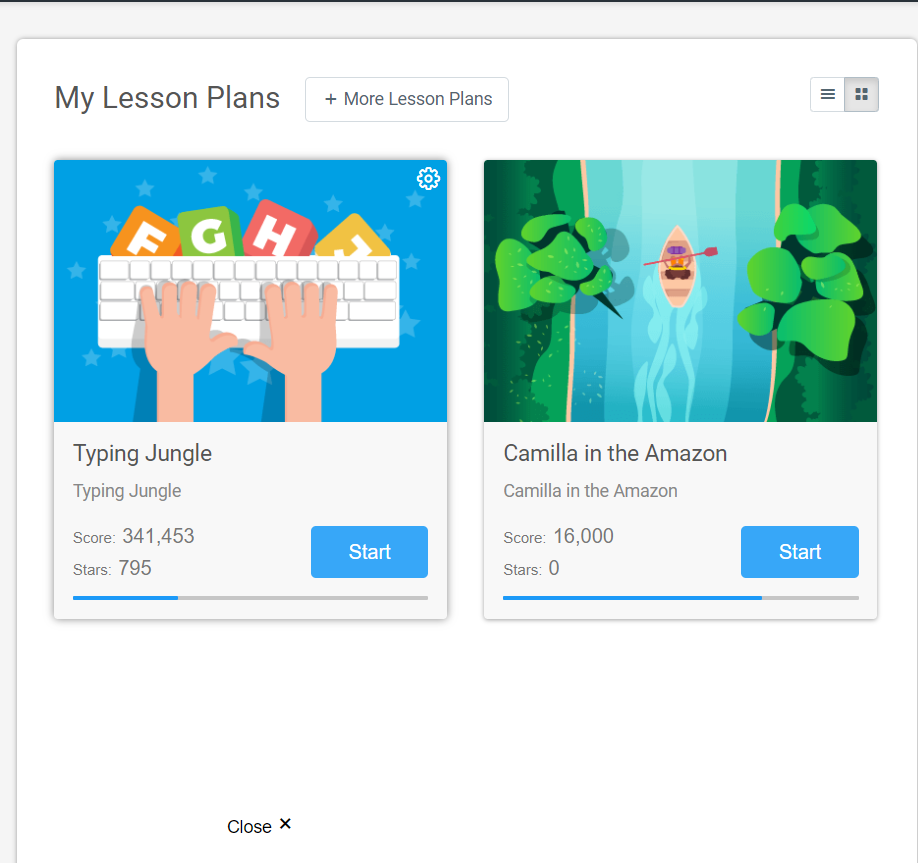 My Lesson Plans
+ More Lesson Plans
F G H J
Typing Jungle
Typing Jungle
Score: 341,453
Stars: 795
Start
Camilla in the Amazon
Camilla in the Amazon
Score: 16,000
Stars: 0
Start
Close ×